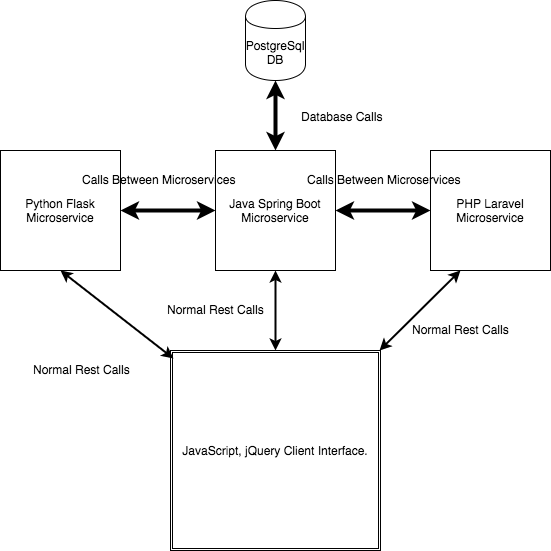 PostgreSql
DB
Database Calls
Calls Between Microservices
Calls Between Microservices
Python Flask
Microservice
Java Spring Boot
Microservice
PHP Laravel
Microservice
Normal Rest Calls
Normal Rest Calls
Normal Rest Calls
JavaScript, jQuery Client Interface.